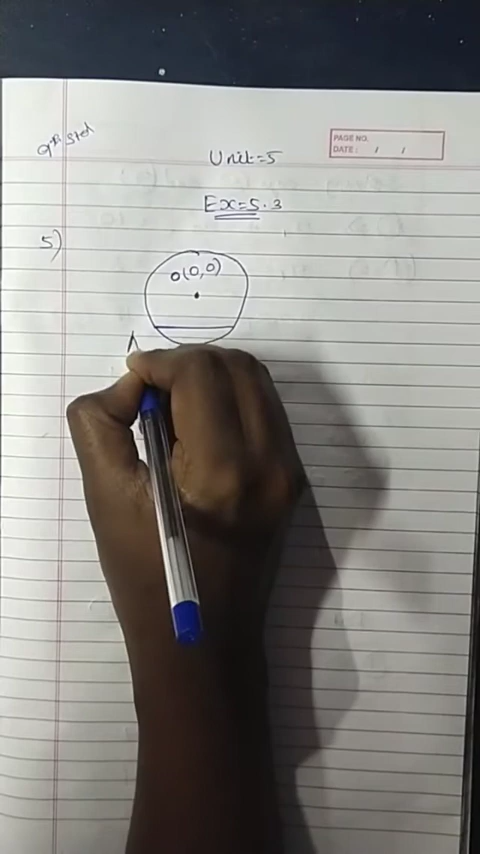 9th Std
PAGE NO.
DATE: / /
Unit=5
Ex=5.3
5)
O(0,0)
A